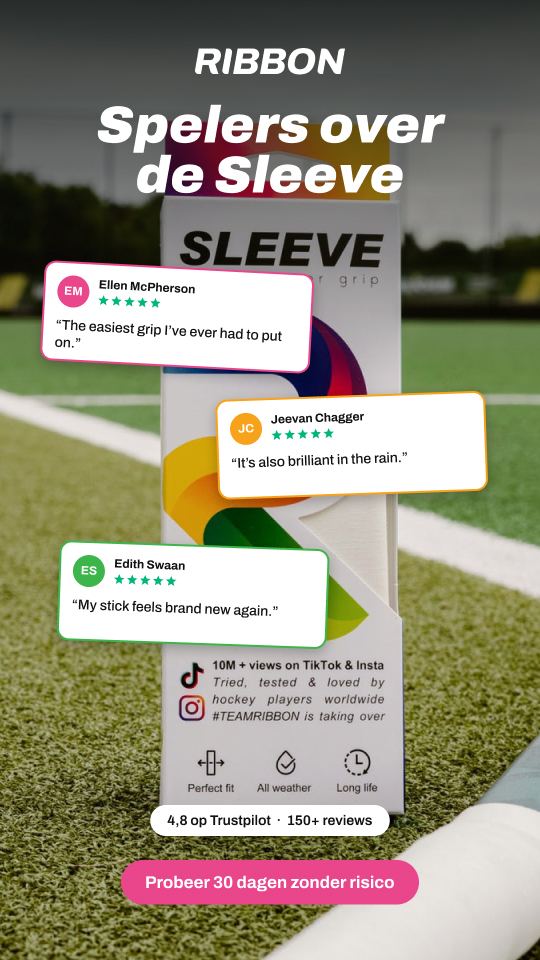 RIBBON
Spelers over
de Sleeve
SLEEVE
r grip
EM
Ellen McPherson
“The easiest grip I’ve ever had to put
on.”
JC
Jeevan Chagger
“It’s also brilliant in the rain.”
ES
Edith Swaan
“My stick feels brand new again.”
10M + views on TikTok & Insta
Tried, tested & loved by
hockey players worldwide
#TEAMRIBBON is taking over
Perfect fit All weather Long life
4,8 op Trustpilot · 150+ reviews
Probeer 30 dagen zonder risico